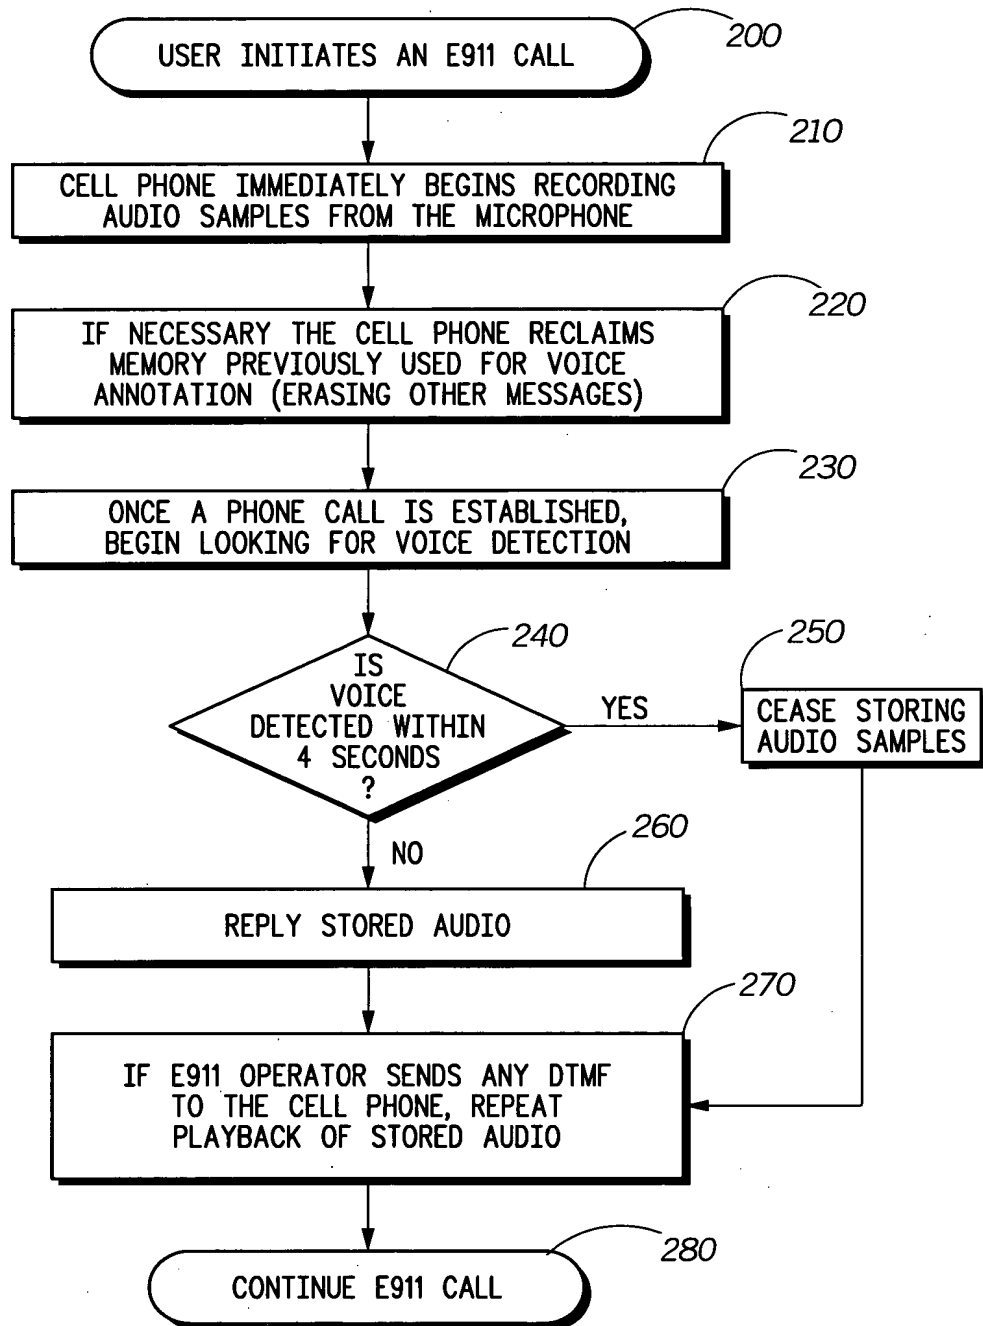 USER INITIATES AN E911 CALL
200
210
CELL PHONE IMMEDIATELY BEGINS RECORDING
AUDIO SAMPLES FROM THE MICROPHONE
220
IF NECESSARY THE CELL PHONE RECLAIMS
MEMORY PREVIOUSLY USED FOR VOICE
ANNOTATION (ERASING OTHER MESSAGES)
230
ONCE A PHONE CALL IS ESTABLISHED,
BEGIN LOOKING FOR VOICE DETECTION
240
IS
VOICE
DETECTED WITHIN
4 SECONDS
?
YES
250
CEASE STORING
AUDIO SAMPLES
NO
260
REPLY STORED AUDIO
270
IF E911 OPERATOR SENDS ANY DTMF
TO THE CELL PHONE, REPEAT
PLAYBACK OF STORED AUDIO
280
CONTINUE E911 CALL